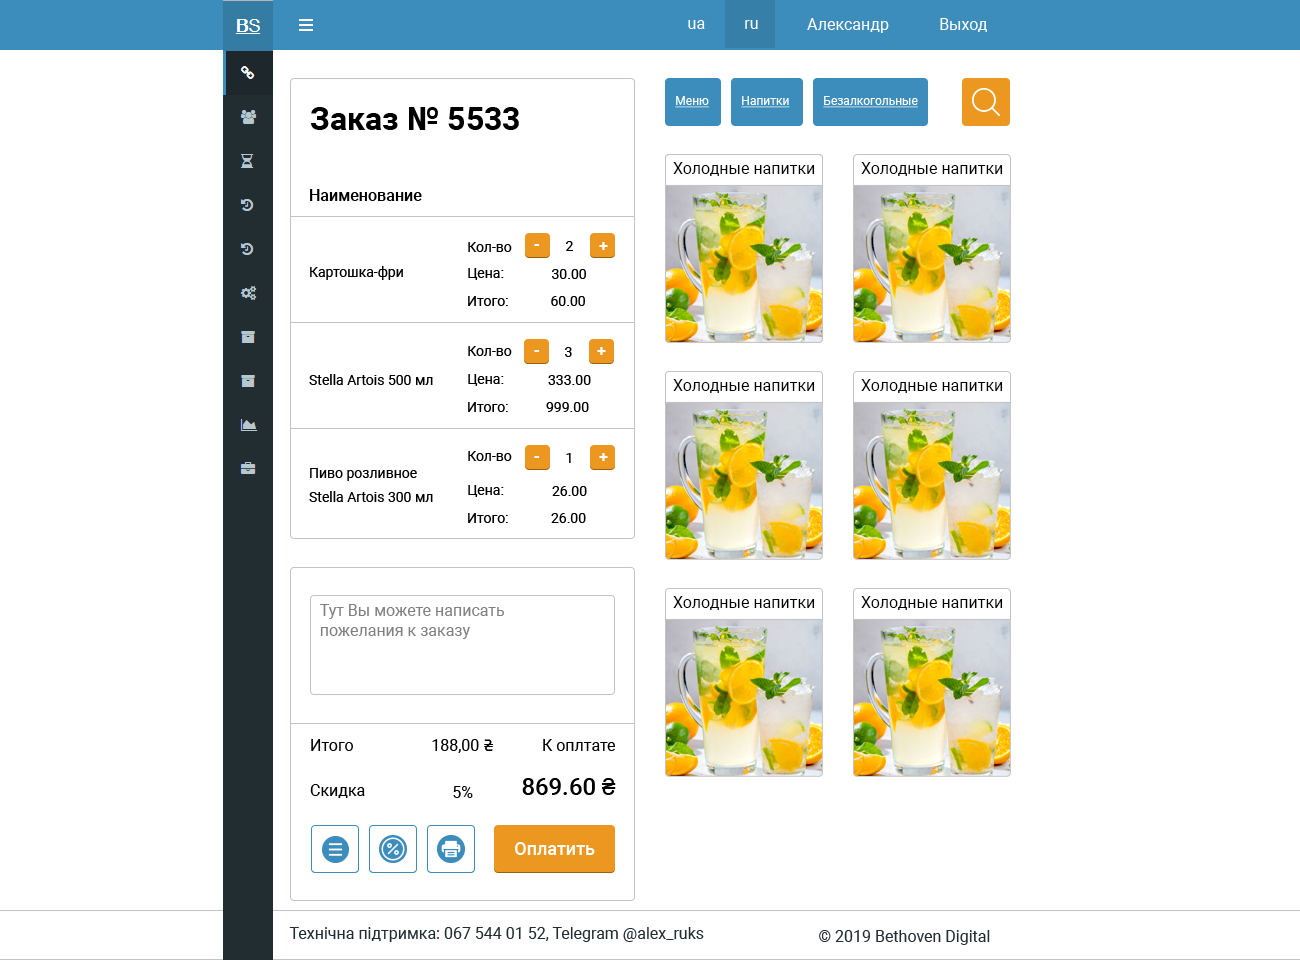 BS
ua
ru
Александр
Выход
Заказ № 5533
Наименование
Картошка-фри
Кол-во - 2 +
Цена: 30.00
Итого: 60.00
Stella Artois 500 мл
Кол-во - 3 +
Цена: 333.00
Итого: 999.00
Пиво розливное
Stella Artois 300 мл
Кол-во - 1 +
Цена: 26.00
Итого: 26.00
Тут Вы можете написать
пожелания к заказу
Итого 188,00 ₴ К оплтате
Скидка 5% 869.60 ₴
Оплатить
Меню
Напитки
Безалкогольные
Холодные напитки
Холодные напитки
Холодные напитки
Холодные напитки
Холодные напитки
Холодные напитки
Технічна підтримка: 067 544 01 52, Telegram @alex_ruks
© 2019 Bethoven Digital